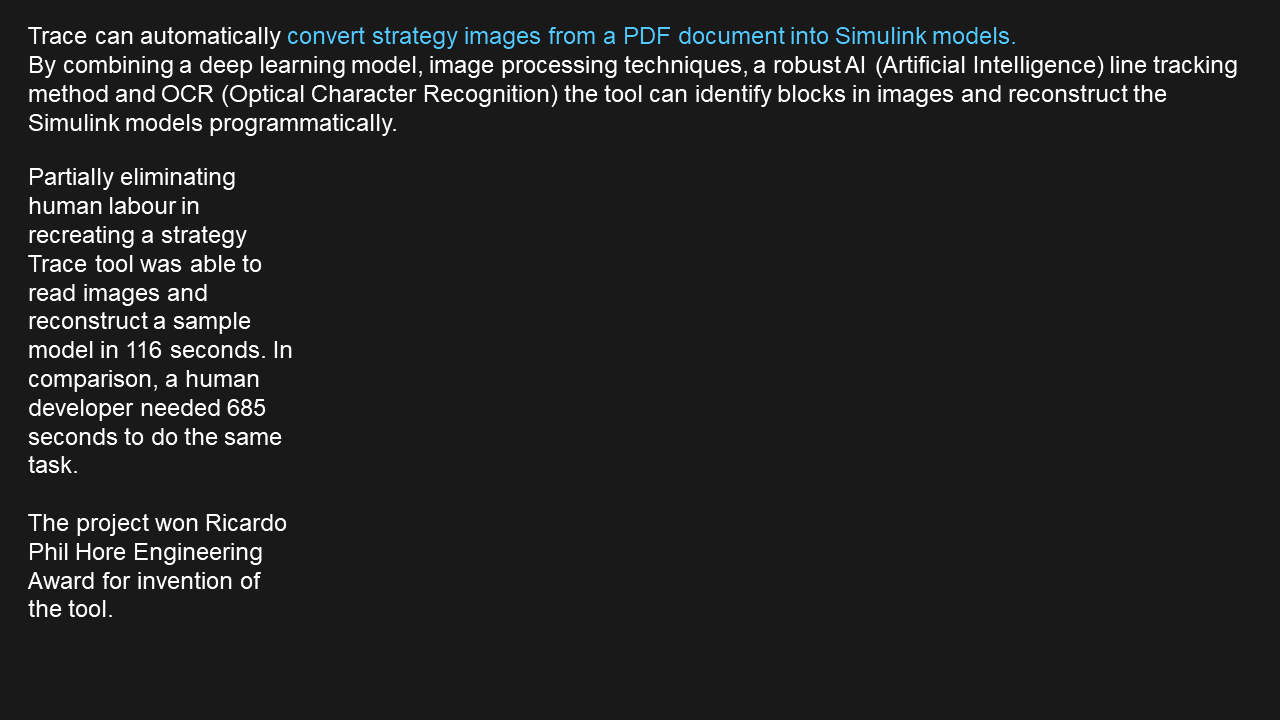 Trace can automatically convert strategy images from a PDF document into Simulink models.
By combining a deep learning model, image processing techniques, a robust AI (Artificial Intelligence) line tracking
method and OCR (Optical Character Recognition) the tool can identify blocks in images and reconstruct the
Simulink models programmatically.
Partially eliminating
human labour in
recreating a strategy
Trace tool was able to
read images and
reconstruct a sample
model in 116 seconds. In
comparison, a human
developer needed 685
seconds to do the same
task.
The project won Ricardo
Phil Hore Engineering
Award for invention of
the tool.